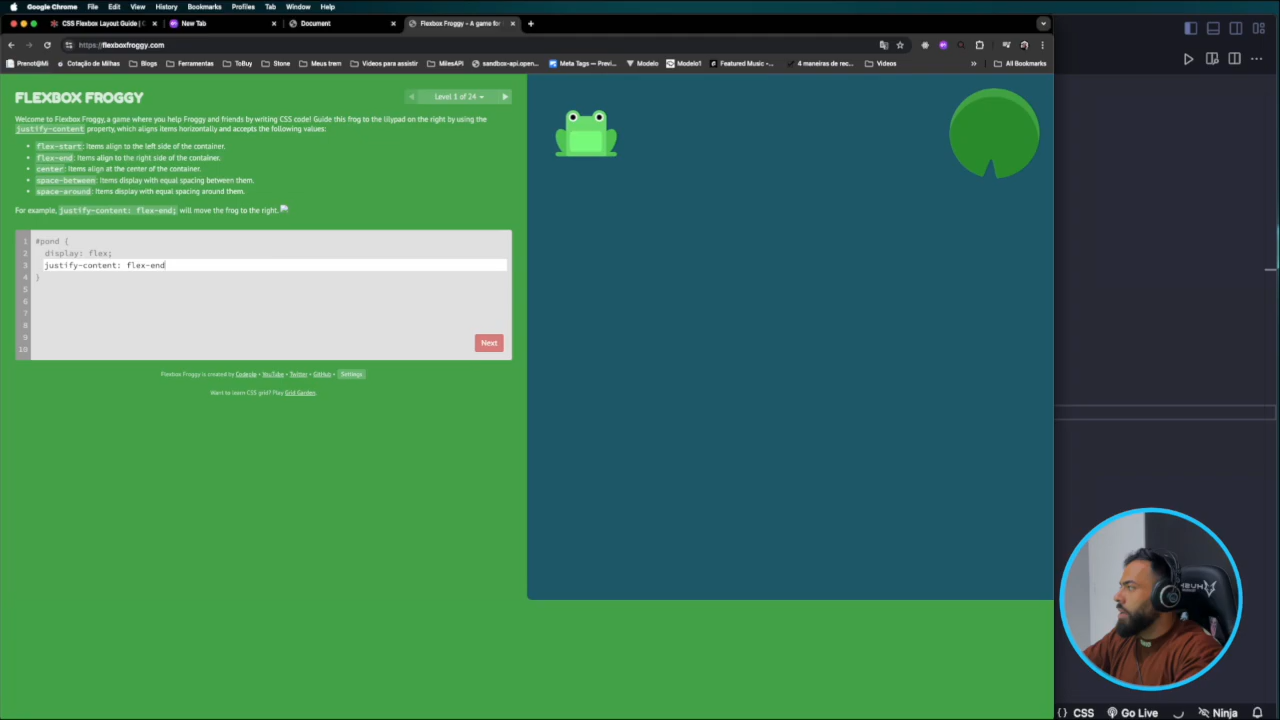 Google Chrome File Edit View History Bookmarks Profiles Tab Window Help
CSS Flexbox Layout Guide | C
New Tab
Document
Flexbox Froggy - A game for
https://flexboxfroggy.com
Prenot@Mi
Cotação de Milhas
Blogs
Ferramentas
ToBuy
Stone
Meus trem
Videos para assistir
MilesAPI
sandbox-api.open...
Meta Tags — Previ...
Modelo
Modelo1
Featured Music -...
4 maneiras de rec...
Videos
»
All Bookmarks
FLEXBOX FROGGY
Level 1 of 24
Welcome to Flexbox Froggy, a game where you help Froggy and friends by writing CSS code! Guide this frog to the lilypad on the right by using the
justify-content property, which aligns items horizontally and accepts the following values:
• flex-start: Items align to the left side of the container.
• flex-end: Items align to the right side of the container.
• center: Items align at the center of the container.
• space-between: Items display with equal spacing between them.
• space-around: Items display with equal spacing around them.
For example, justify-content: flex-end; will move the frog to the right.
1 #pond {
2 display: flex;
3 justify-content: flex-end
4 }
5
6
7
8
9
10
Next
Flexbox Froggy is created by Codepip • YouTube • Twitter • GitHub • Settings
Want to learn CSS grid? Play Grid Garden.
{ } CSS
Go Live
Ninja